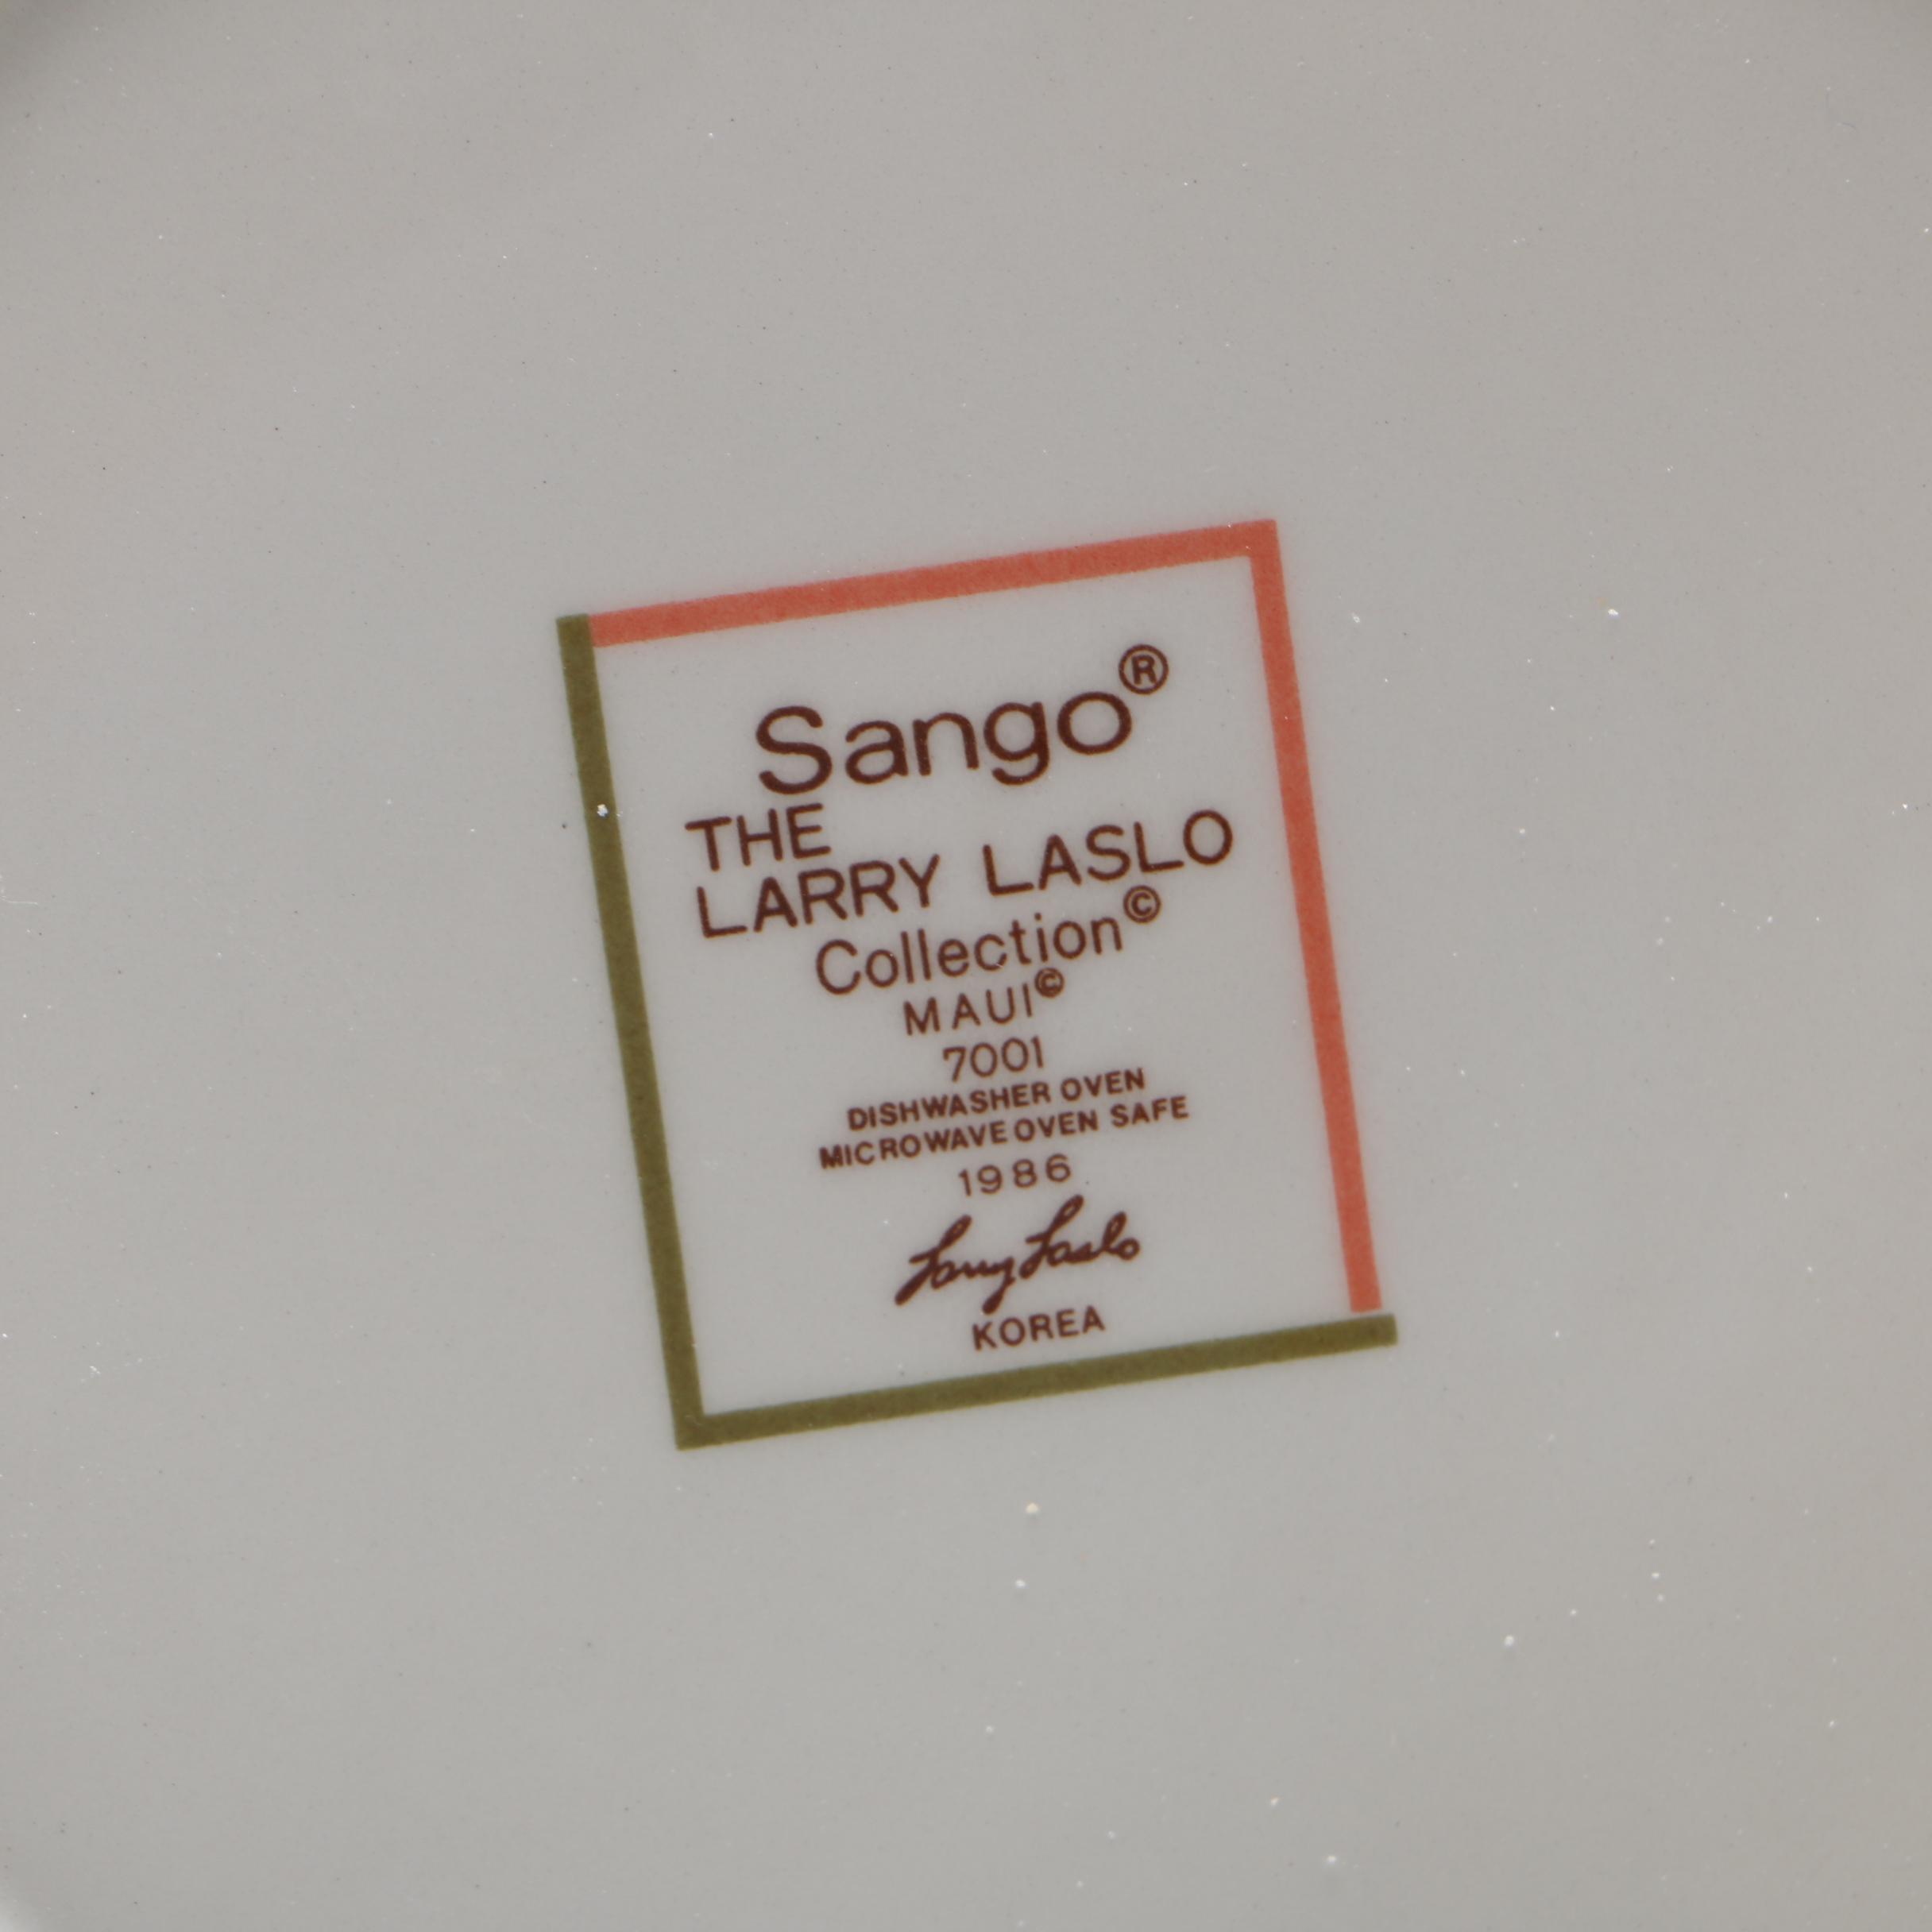 Sango®
THE
LARRY LASLO
Collection©
MAUI©
7001
DISHWASHER OVEN
MICROWAVE OVEN SAFE
1986
Larry Laslo
KOREA